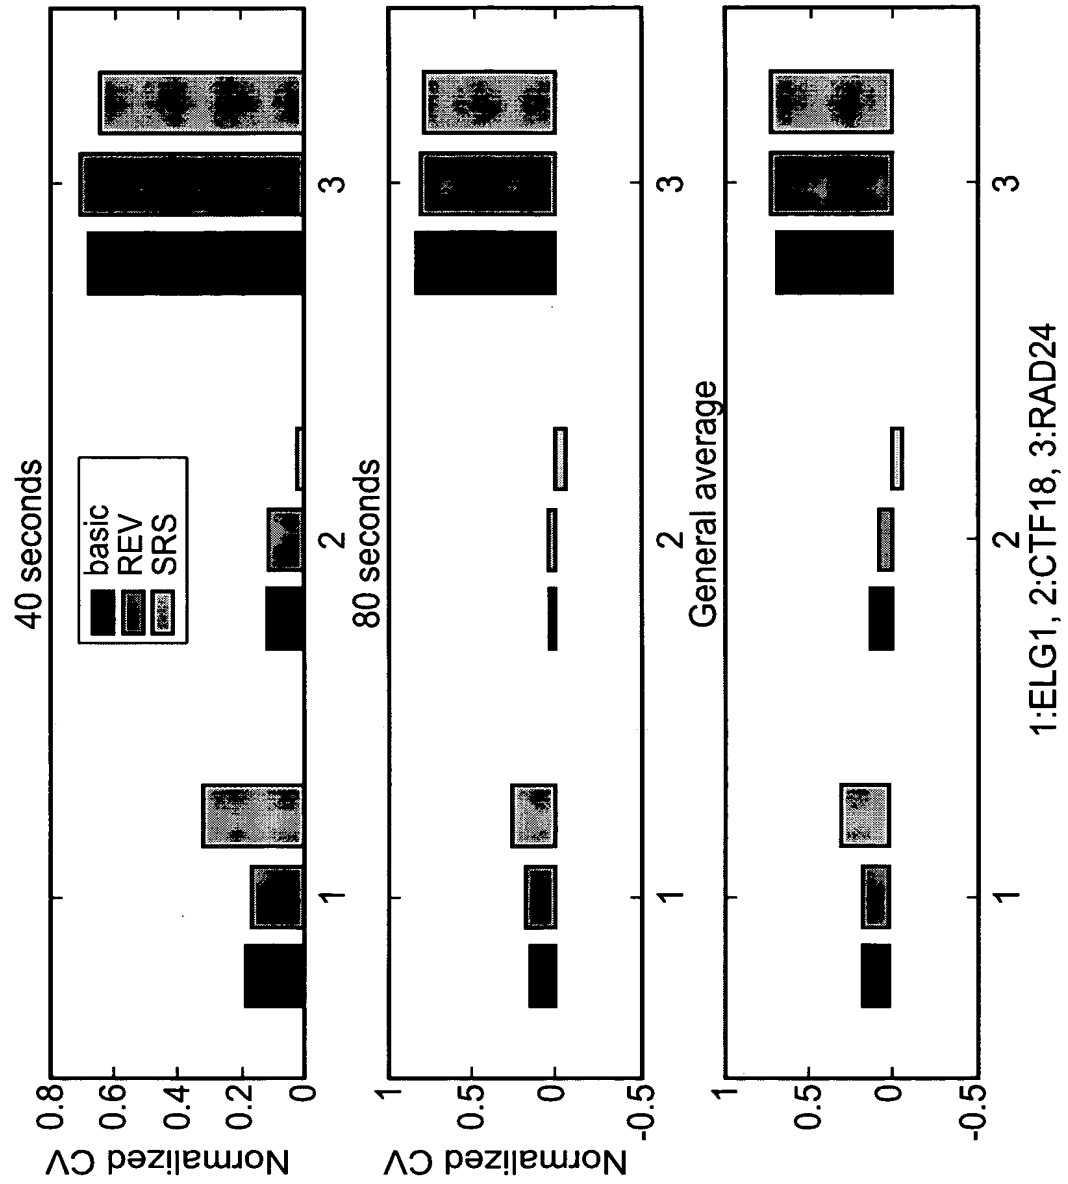 40 seconds
Normalized CV
0.8
0.6
0.4
0.2
0
basic
REV
SRS
1
2
3
80 seconds
Normalized CV
1
0.5
0
-0.5
1
2
3
General average
1
0.5
0
-0.5
1
2
3
1:ELG1, 2:CTF18, 3:RAD24